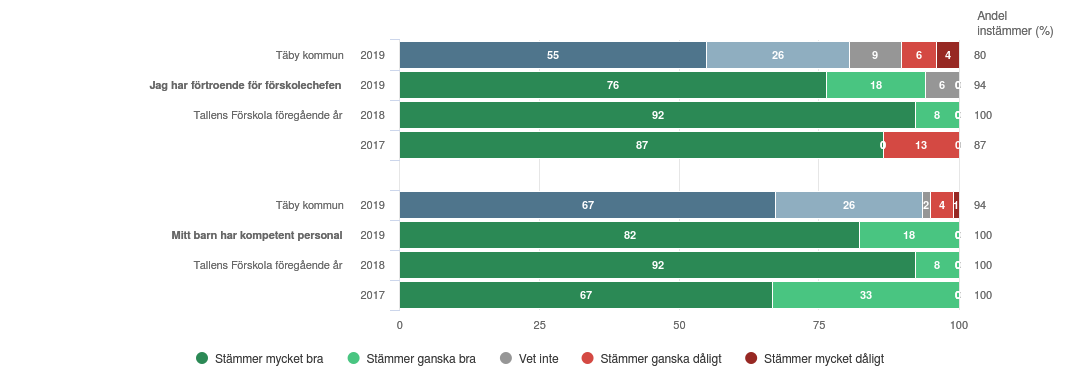 Andel
instämmer (%)
Täby kommun 2019 55 26 9 6 4 80
Jag har förtroende för förskolechefen 2019 76 18 6 0 94
Tallens Förskola föregående år 2018 92 8 0 100
2017 87 0 13 0 87
Täby kommun 2019 67 26 2 4 1 94
Mitt barn har kompetent personal 2019 82 18 0 100
Tallens Förskola föregående år 2018 92 8 0 100
2017 67 33 0 100
0 25 50 75 100
Stämmer mycket bra Stämmer ganska bra Vet inte Stämmer ganska dåligt Stämmer mycket dåligt